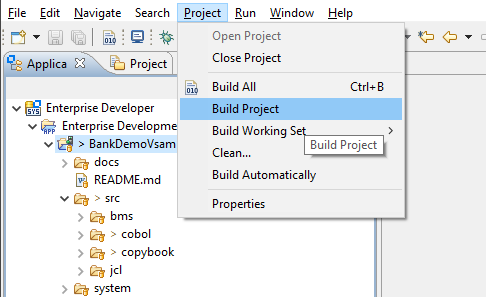 File Edit Navigate Search Project Run Window Help
Open Project
Close Project
Build All Ctrl+B
Build Project
Build Working Set
Build Project
Clean...
Build Automatically
Properties
010
Applica Project
Enterprise Developer
Enterprise Developme
> BankDemoVsam
> docs
README.md
> src
bms
> cobol
> copybook
jcl
system